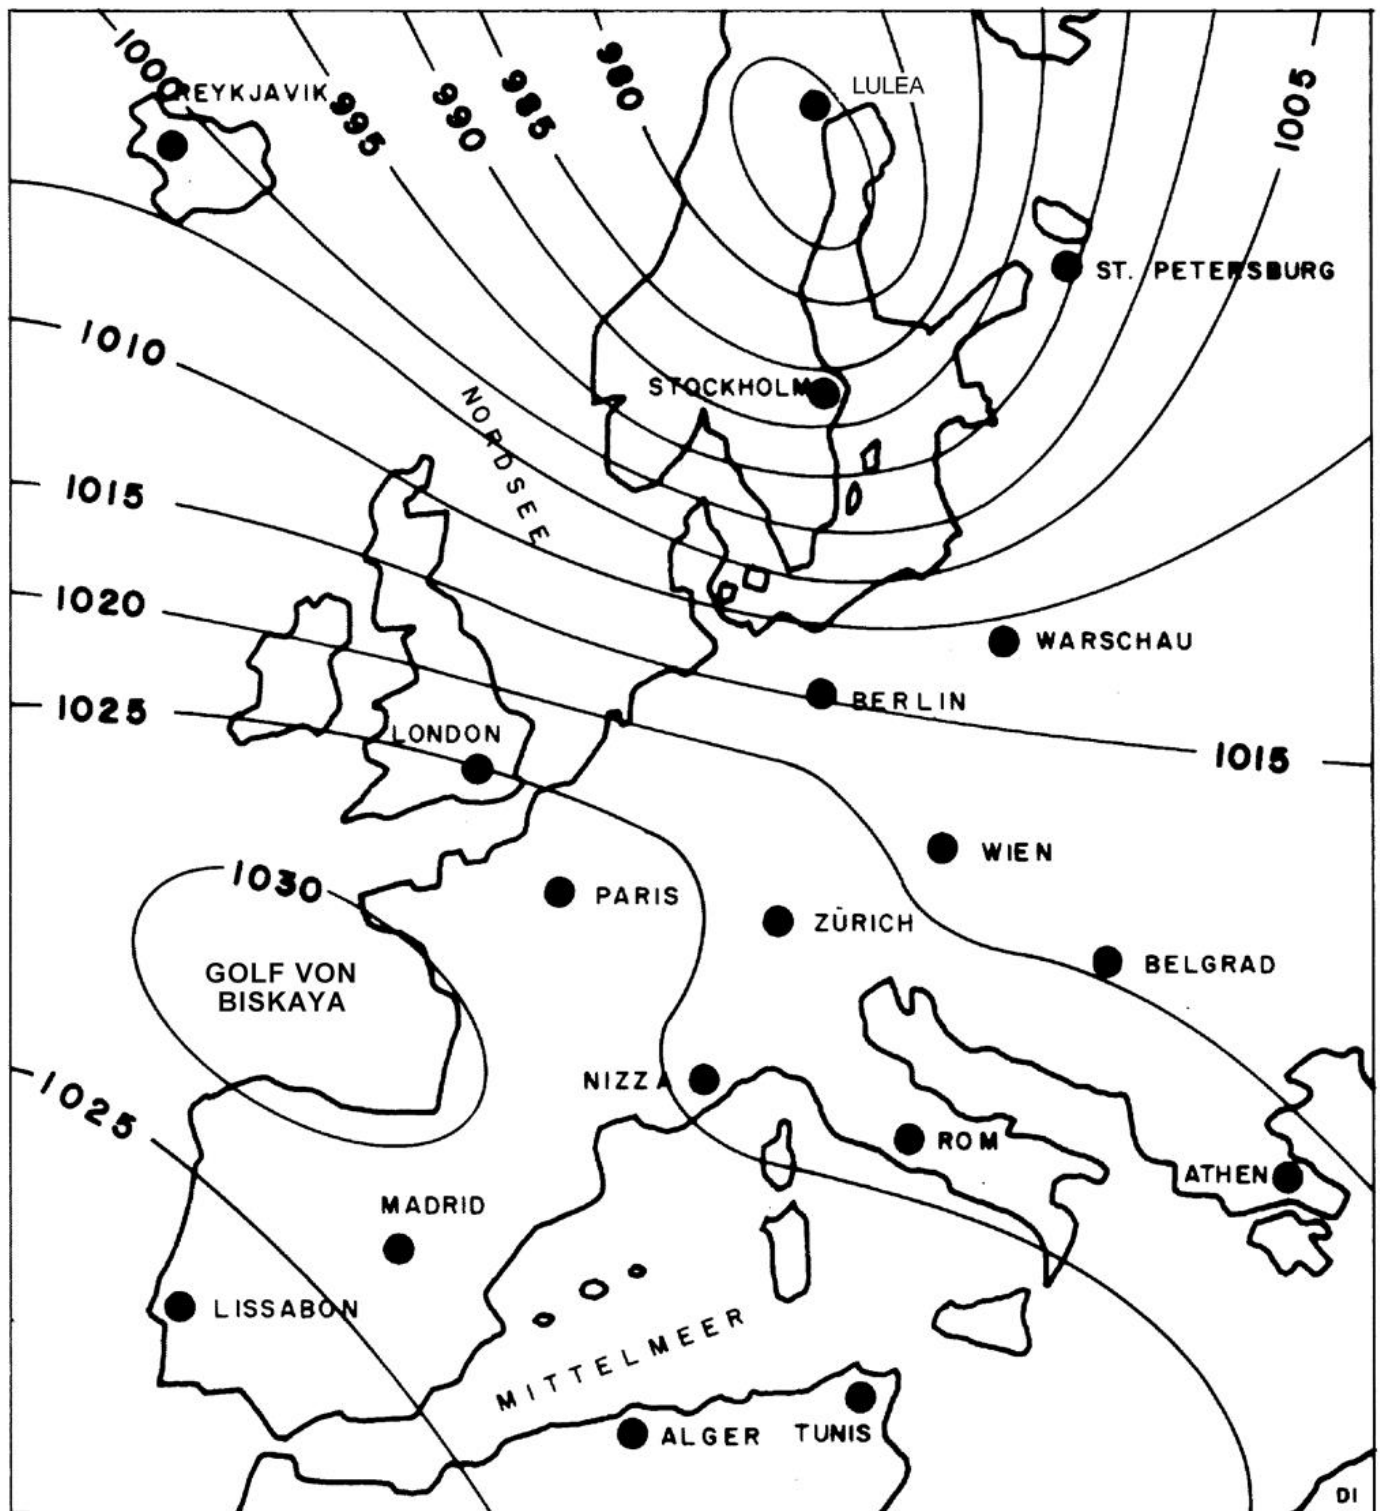 1000
REYKJAVIK
995
990
985
980
LULEA
1005
ST. PETERSBURG
1010
NORDSEE
STOCKHOLM
1015
1020
WARSCHAU
1025
BERLIN
LONDON
1015
WIEN
1030
PARIS
ZÜRICH
BELGRAD
GOLF VON
BISKAYA
1025
NIZZA
ROM
ATHEN
MADRID
LISSABON
MITTELMEER
ALGER
TUNIS
DI